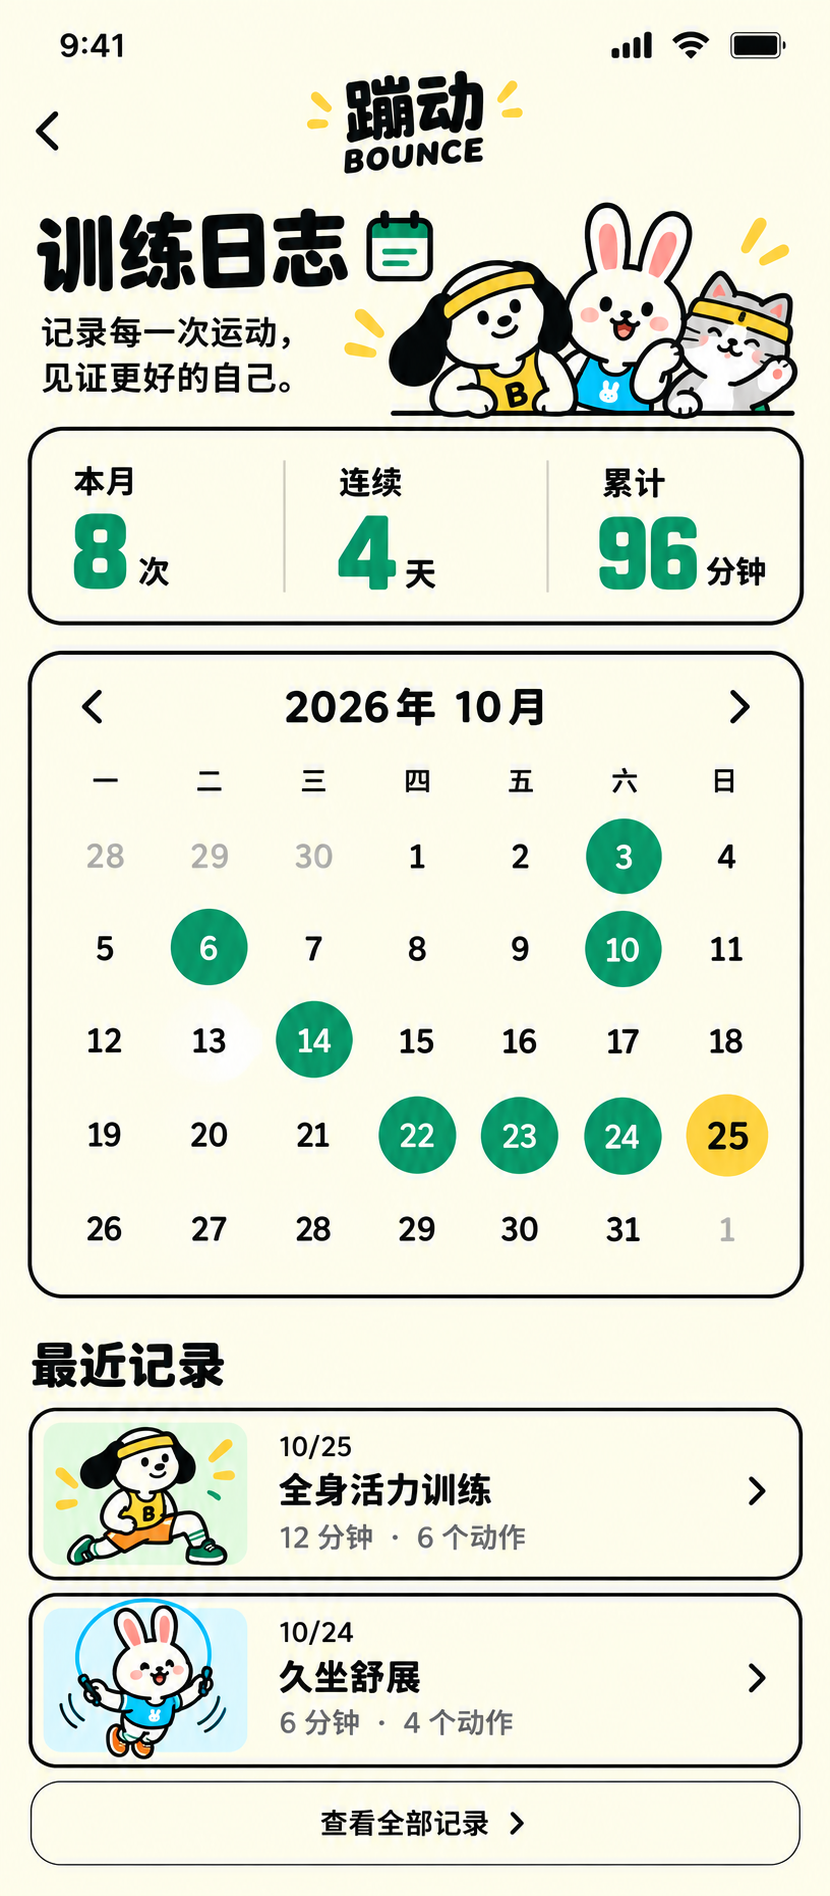 9:41
蹦动
BOUNCE
训练日志
记录每一次运动，
见证更好的自己。
B
本月 连续 累计
8 次 4 天 96 分钟
2026年 10月
一 二 三 四 五 六 日
28 29 30 1 2 3 4
5 6 7 8 9 10 11
12 13 14 15 16 17 18
19 20 21 22 23 24 25
26 27 28 29 30 31 1
最近记录
10/25
全身活力训练
12 分钟 · 6 个动作
B
10/24
久坐舒展
6 分钟 · 4 个动作
查看全部记录